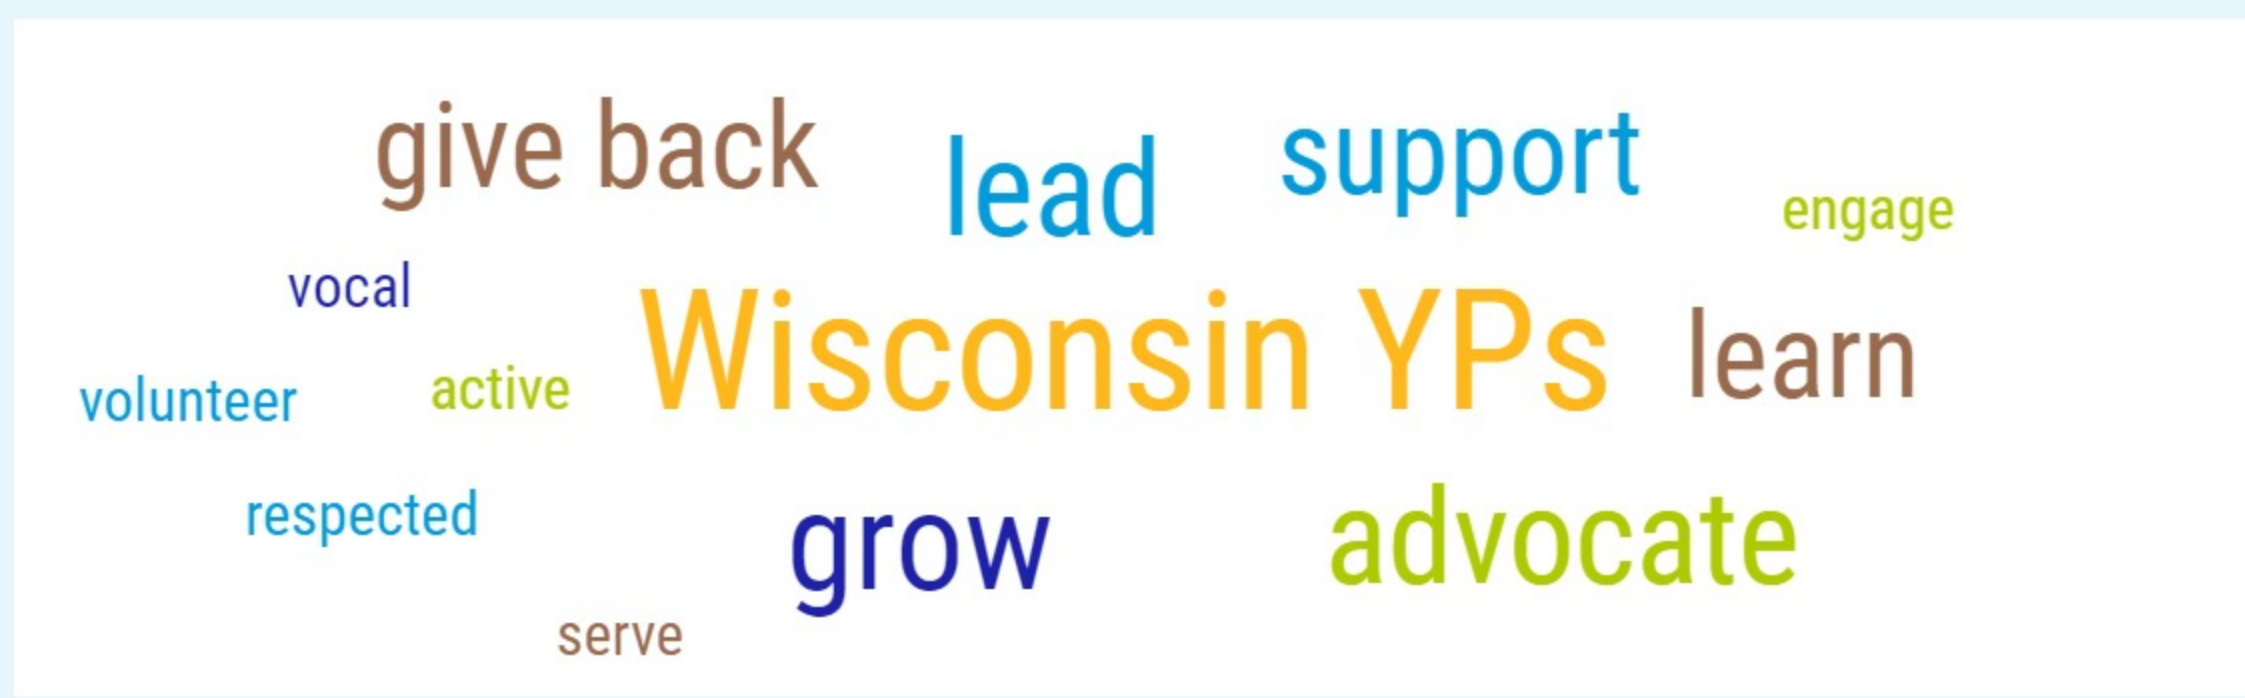 give back
lead
support
engage
vocal
Wisconsin YPs
learn
volunteer
active
respected
grow
advocate
serve